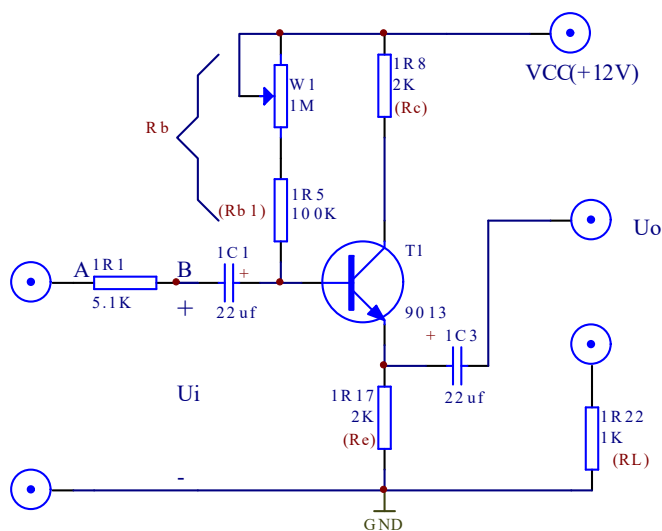 1R8
W1
2K
VCC(+12V)
1M
(Rc)
Rb
1R5
(Rb1)
100K
Uo
1C1
T1
A
1R1
B
+
5.1K
+
22uf
9013
+
1C3
Ui
1R17
22uf
2K
1R22
(Re)
1K
(RL)
-
GND